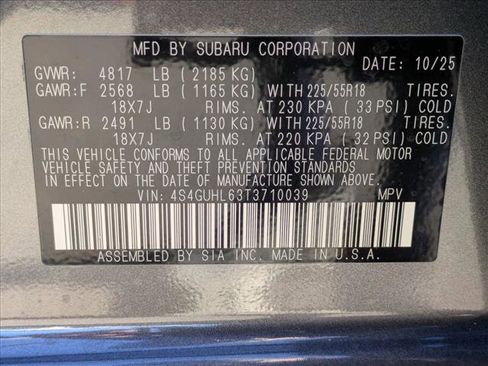 MFD BY SUBARU CORPORATION
DATE: 10/25
GVWR: 4817 LB (2185 KG)
GAWR:F 2568 LB (1165 KG) WITH 225/55R18 TIRES.
18X7J RIMS. AT 230 KPA (33 PSI) COLD
GAWR:R 2491 LB (1130 KG) WITH 225/55R18 TIRES.
18X7J RIMS. AT 220 KPA (32 PSI) COLD
THIS VEHICLE CONFORMS TO ALL APPLICABLE FEDERAL MOTOR
VEHICLE SAFETY, BUMPER, AND THEFT PREVENTION STANDARDS
IN EFFECT ON THE DATE OF MANUFACTURE SHOWN ABOVE.
VIN: 4S4GUHL63T3710039 MPV
ASSEMBLED BY SIA INC. MADE IN U.S.A.